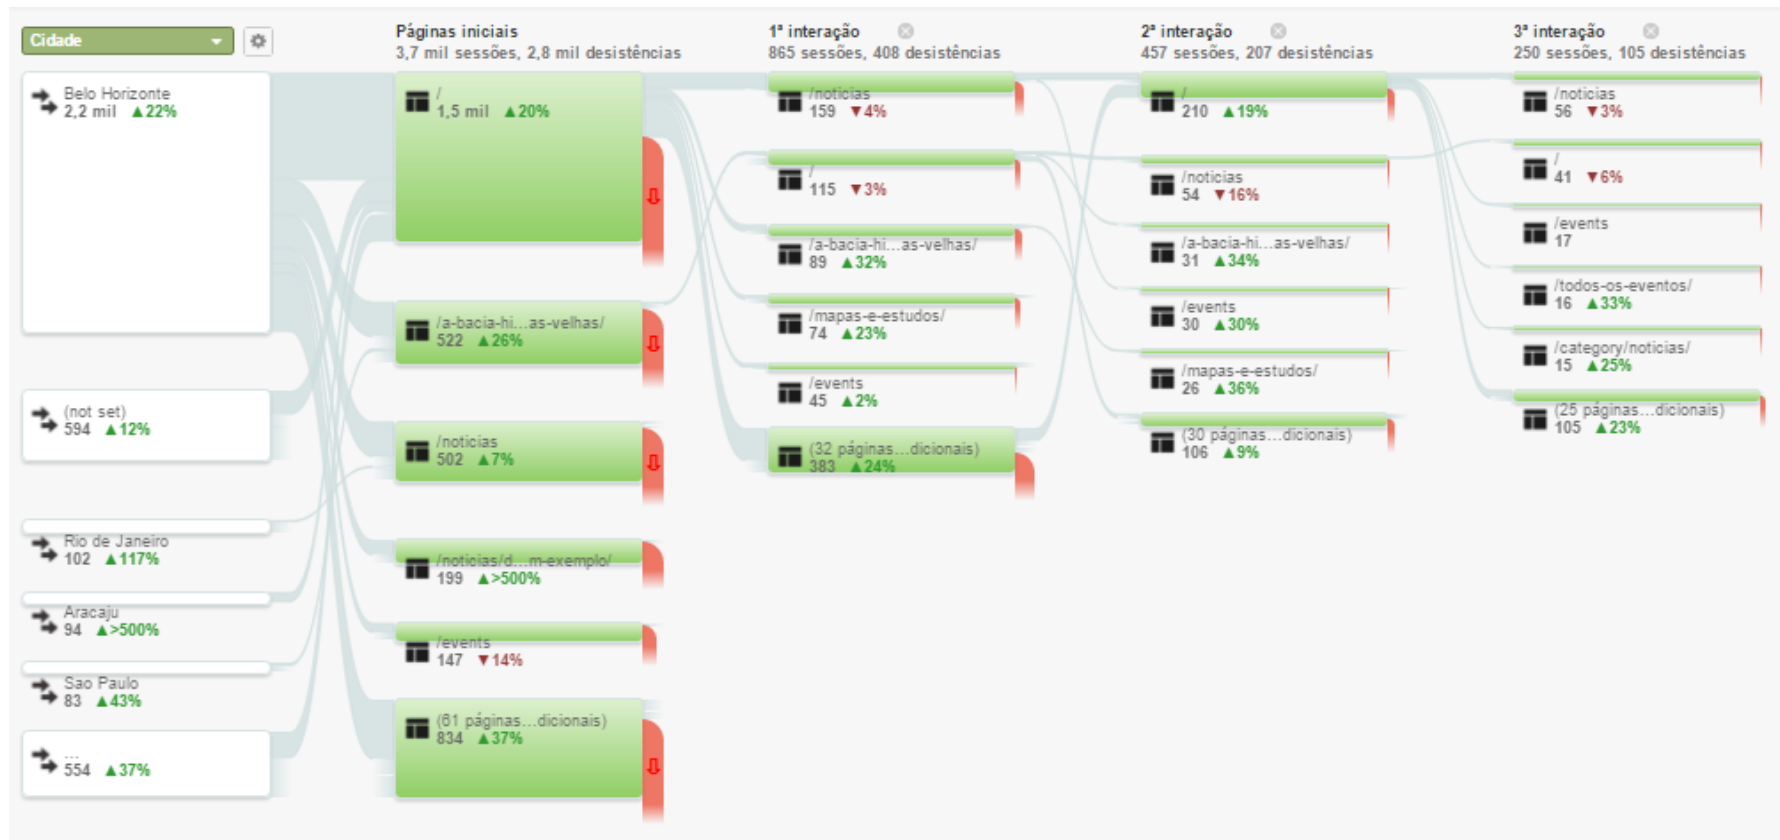 Cidade
Belo Horizonte
2,2 mil ▲22%
(not set)
594 ▲12%
Rio de Janeiro
102 ▲117%
Aracaju
94 ▲>500%
Sao Paulo
83 ▲43%
...
554 ▲37%
Páginas iniciais
3,7 mil sessões, 2,8 mil desistências
/
1,5 mil ▲20%
/a-bacia-hi...as-velhas/
522 ▲26%
/noticias
502 ▲7%
/noticias/d...m-exemplo/
199 ▲>500%
/events
147 ▼14%
(61 páginas...dicionais)
834 ▲37%
1ª interação
865 sessões, 408 desistências
/noticias
159 ▼4%
/
115 ▼3%
/a-bacia-hi...as-velhas/
89 ▲32%
/mapas-e-estudos/
74 ▲23%
/events
45 ▲2%
(32 páginas...dicionais)
383 ▲24%
2ª interação
457 sessões, 207 desistências
/
210 ▲19%
/noticias
54 ▼16%
/a-bacia-hi...as-velhas/
31 ▲34%
/events
30 ▲30%
/mapas-e-estudos/
26 ▲36%
(30 páginas...dicionais)
106 ▲9%
3ª interação
250 sessões, 105 desistências
/noticias
56 ▼3%
/
41 ▼6%
/events
17
/todos-os-eventos/
16 ▲33%
/category/noticias/
15 ▲25%
(25 páginas...dicionais)
105 ▲23%